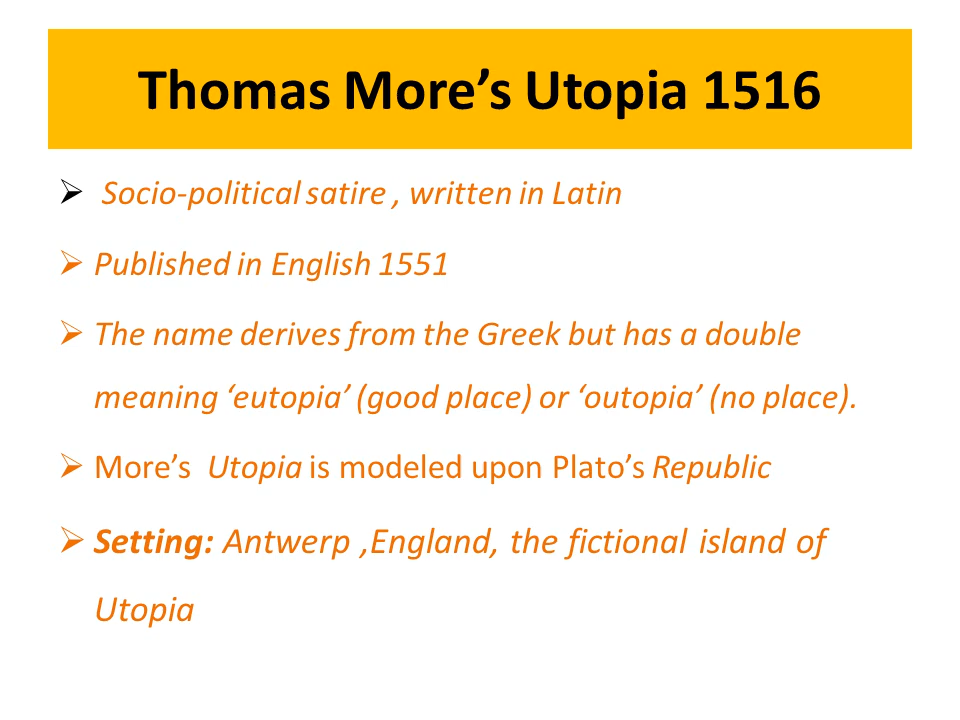 Thomas More’s Utopia 1516
➢ Socio-political satire , written in Latin
➢ Published in English 1551
➢ The name derives from the Greek but has a double
meaning ‘eutopia’ (good place) or ‘outopia’ (no place).
➢ More’s Utopia is modeled upon Plato’s Republic
➢ Setting: Antwerp ,England, the fictional island of
Utopia